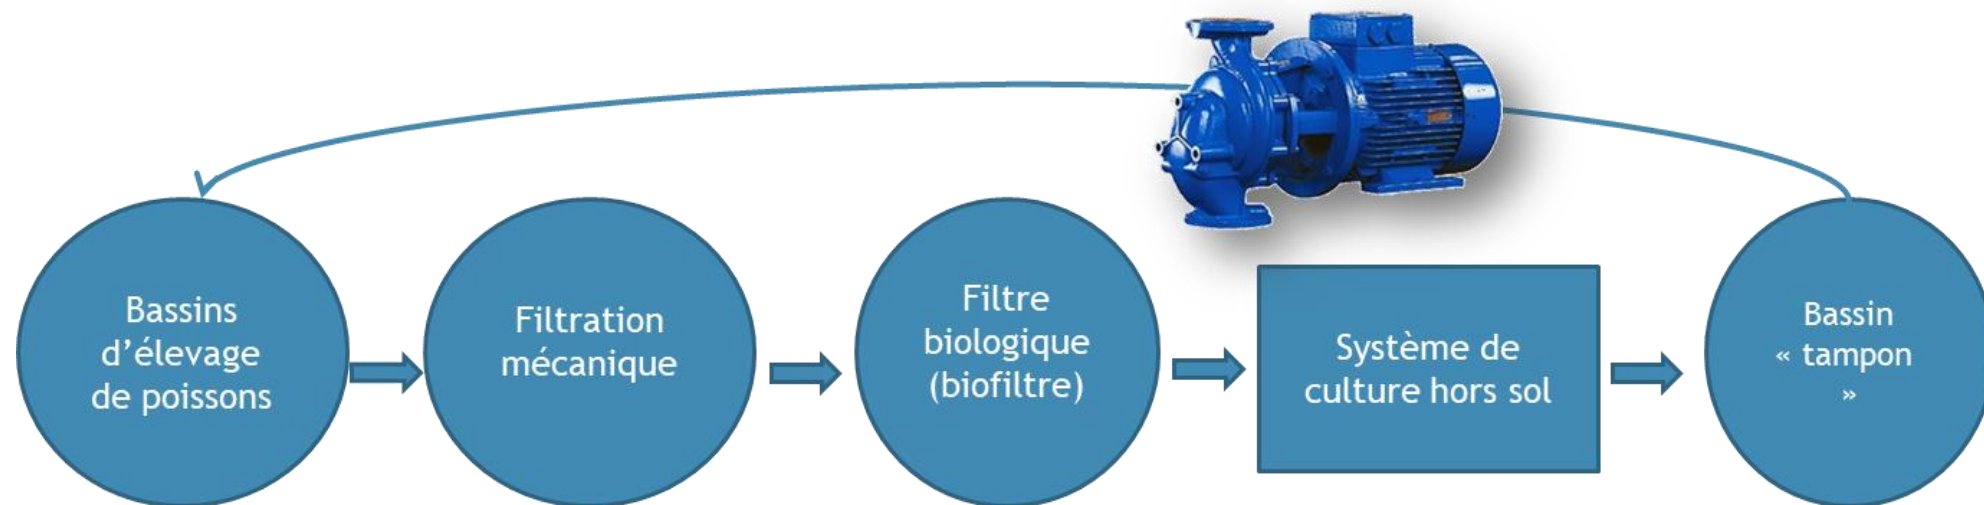 Bassins
d’élevage
de poissons
Filtration
mécanique
Filtre
biologique
(biofiltre)
Système de
culture hors sol
Bassin
« tampon
»